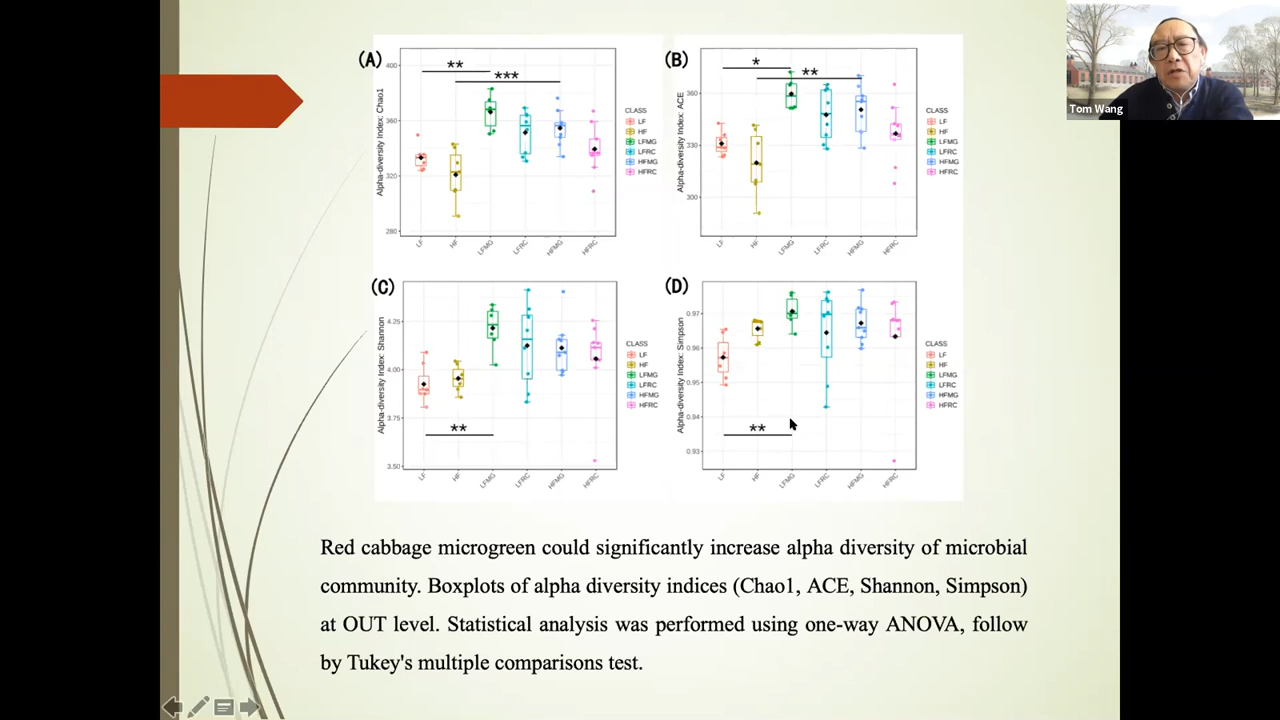 (A)
**
***
Alpha-diversity Index: Chao1
400
360
320
280
LF
HF
LFMG
LFRC
HFMG
HFRC
CLASS
LF
HF
LFMG
LFRC
HFMG
HFRC
(B)
*
**
Alpha-diversity Index: ACE
360
330
300
LF
HF
LFMG
LFRC
HFMG
HFRC
CLASS
LF
HF
LFMG
LFRC
HFMG
HFRC
Tom Wang
(C)
Alpha-diversity Index: Shannon
4.25
4.00
3.75
3.50
**
LF
HF
LFMG
LFRC
HFMG
HFRC
CLASS
LF
HF
LFMG
LFRC
HFMG
HFRC
(D)
Alpha-diversity Index: Simpson
0.97
0.96
0.95
0.94
0.93
**
LF
HF
LFMG
LFRC
HFMG
HFRC
CLASS
LF
HF
LFMG
LFRC
HFMG
HFRC
Red cabbage microgreen could significantly increase alpha diversity of microbial
community. Boxplots of alpha diversity indices (Chao1, ACE, Shannon, Simpson)
at OUT level. Statistical analysis was performed using one-way ANOVA, follow
by Tukey's multiple comparisons test.